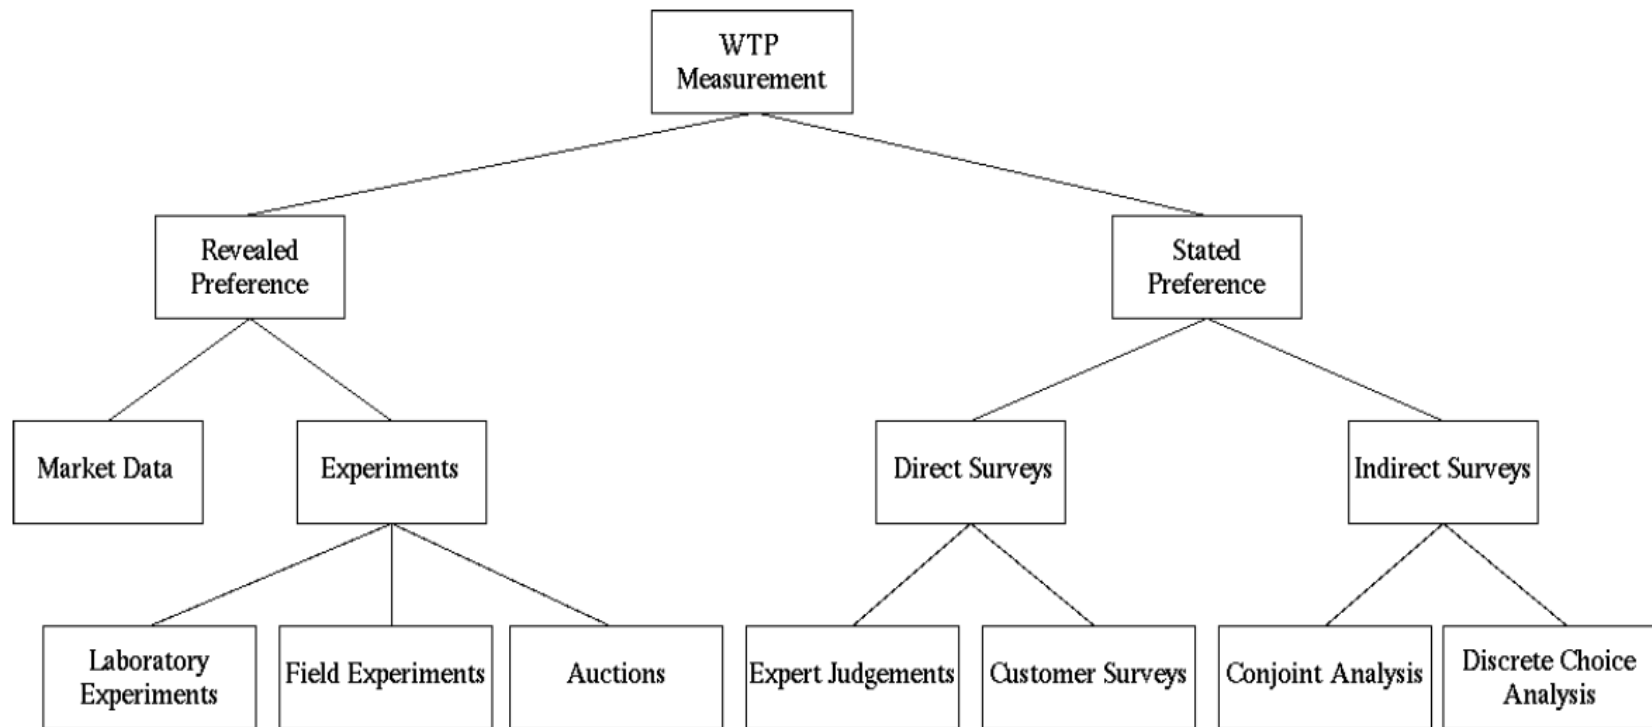 WTP
Measurement
Revealed
Preference
Stated
Preference
Market Data
Experiments
Direct Surveys
Indirect Surveys
Laboratory
Experiments
Field Experiments
Auctions
Expert Judgements
Customer Surveys
Conjoint Analysis
Discrete Choice
Analysis